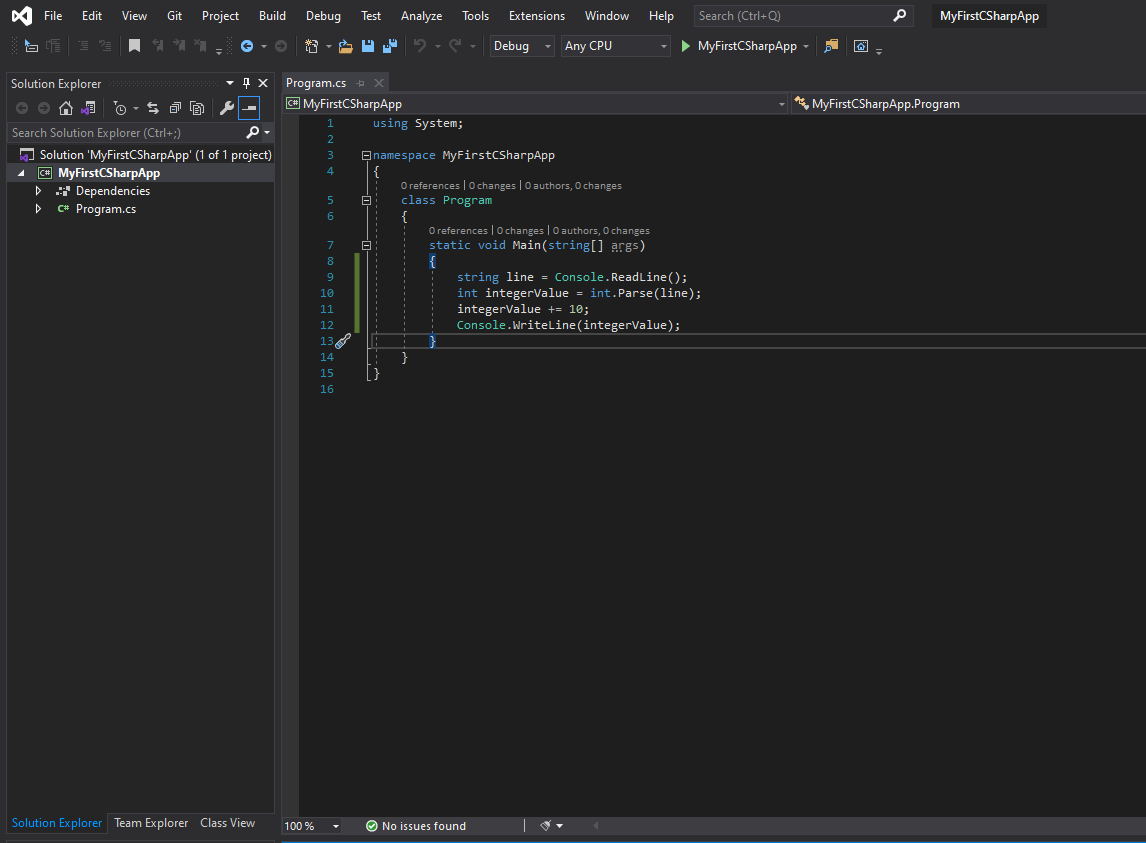 File Edit View Git Project Build Debug Test Analyze Tools Extensions Window Help Search (Ctrl+Q) MyFirstCSharpApp
Debug Any CPU MyFirstCSharpApp
Solution Explorer
Search Solution Explorer (Ctrl+;)
Solution 'MyFirstCSharpApp' (1 of 1 project)
C# MyFirstCSharpApp
Dependencies
C# Program.cs
Program.cs
C# MyFirstCSharpApp MyFirstCSharpApp.Program
1 using System;
2
3 namespace MyFirstCSharpApp
4 {
0 references | 0 changes | 0 authors, 0 changes
5 class Program
6 {
0 references | 0 changes | 0 authors, 0 changes
7 static void Main(string[] args)
8 {
9 string line = Console.ReadLine();
10 int integerValue = int.Parse(line);
11 integerValue += 10;
12 Console.WriteLine(integerValue);
13 }
14 }
15 }
16
Solution Explorer Team Explorer Class View
100 % No issues found